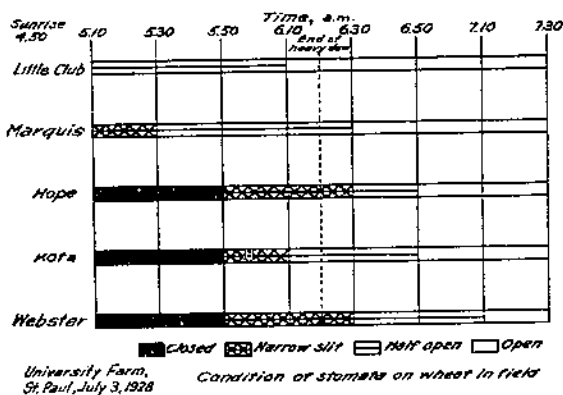 Sunrise
4.50
Time, a.m.
5.10 5.30 5.50 6.10 6.30 6.50 7.10 7.30
End of
heavy dew
Little Club
Marquis
Hope
Kota
Webster
Closed Narrow slit Half open Open
University Farm,
St. Paul, July 3, 1928
Condition of stomata on wheat in field